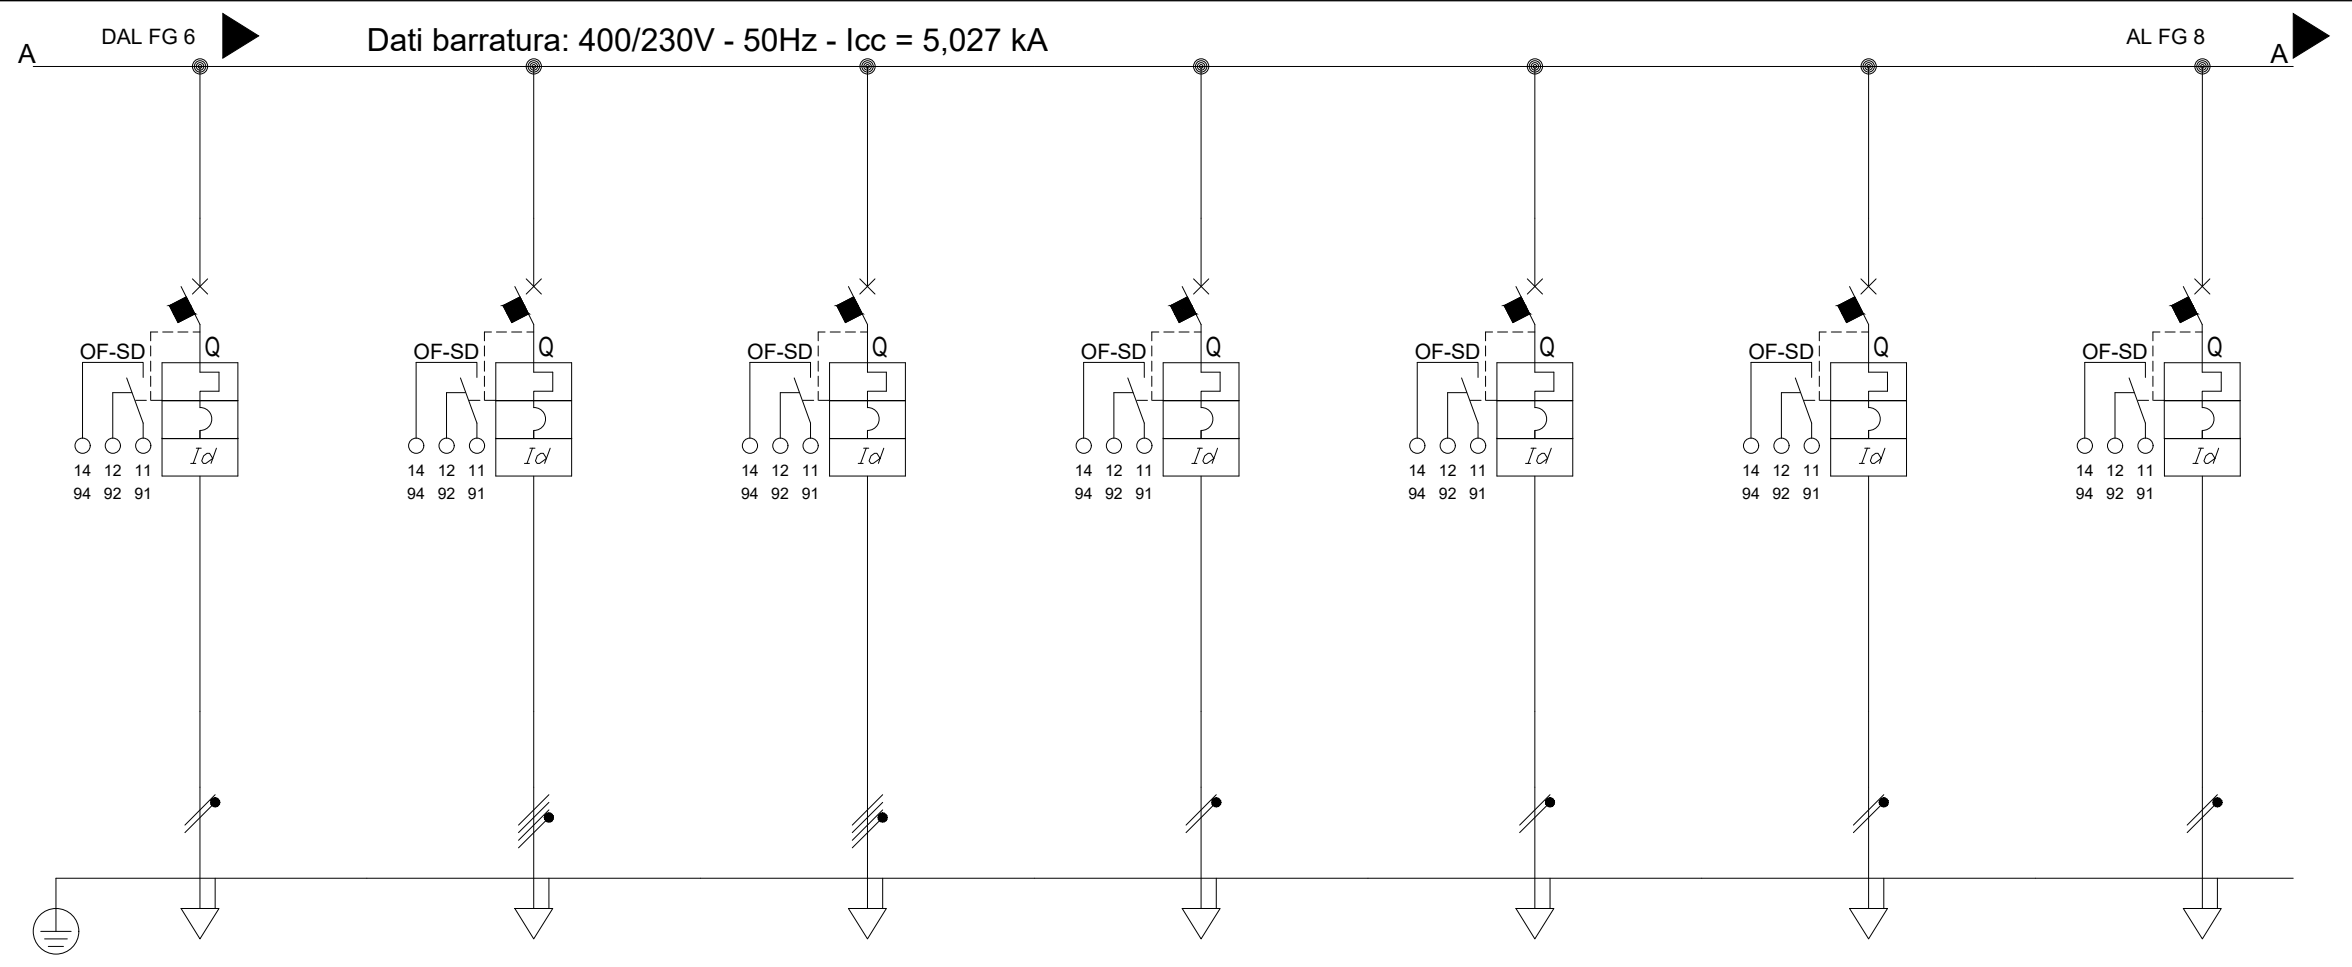 A DAL FG 6 Dati barratura: 400/230V - 50Hz - Icc = 5,027 kA AL FG 8 A
OF-SD Q OF-SD Q OF-SD Q OF-SD Q OF-SD Q OF-SD Q OF-SD Q
Id Id Id Id Id Id Id
14 12 11 14 12 11 14 12 11 14 12 11 14 12 11 14 12 11 14 12 11
94 92 91 94 92 91 94 92 91 94 92 91 94 92 91 94 92 91 94 92 91